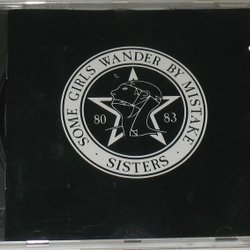 SOME GIRLS WANDER BY MISTAKE
80 83
· SISTERS ·